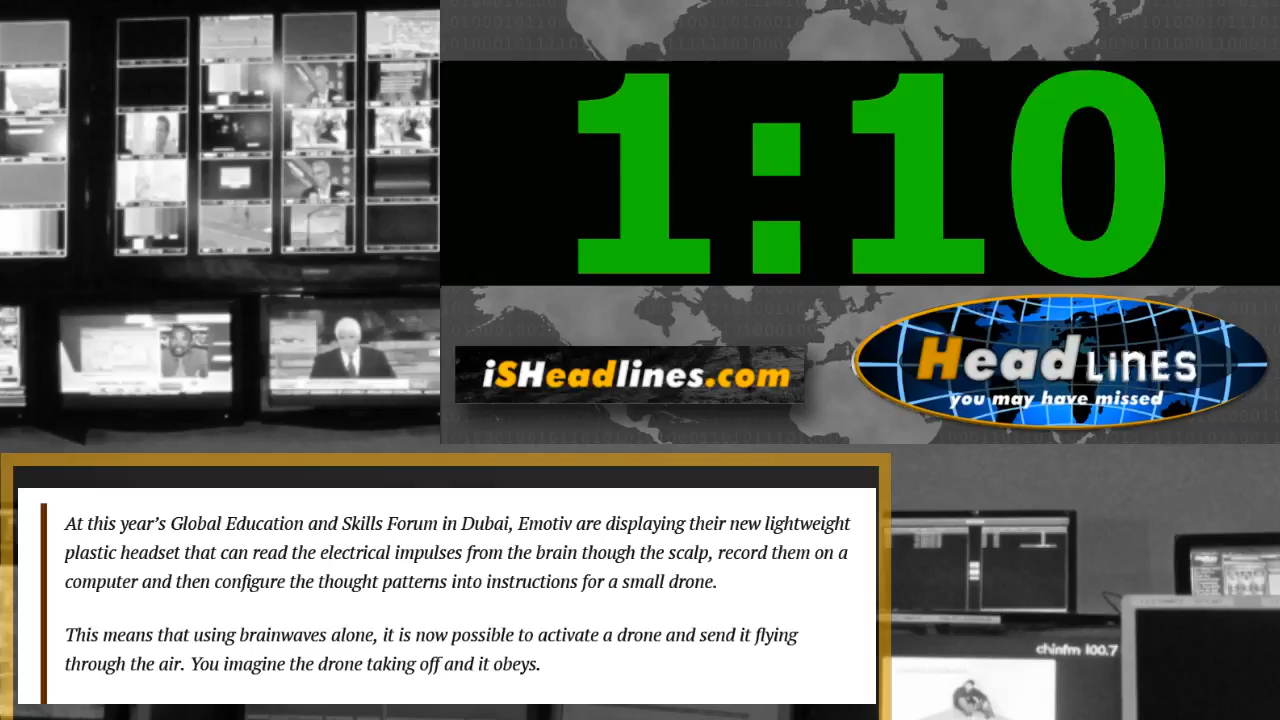 1:10
iSHeadlines.com
HeadLINES
you may have missed
At this year's Global Education and Skills Forum in Dubai, Emotiv are displaying their new lightweight
plastic headset that can read the electrical impulses from the brain though the scalp, record them on a
computer and then configure the thought patterns into instructions for a small drone.
This means that using brainwaves alone, it is now possible to activate a drone and send it flying
through the air. You imagine the drone taking off and it obeys.
chinfm 100.7